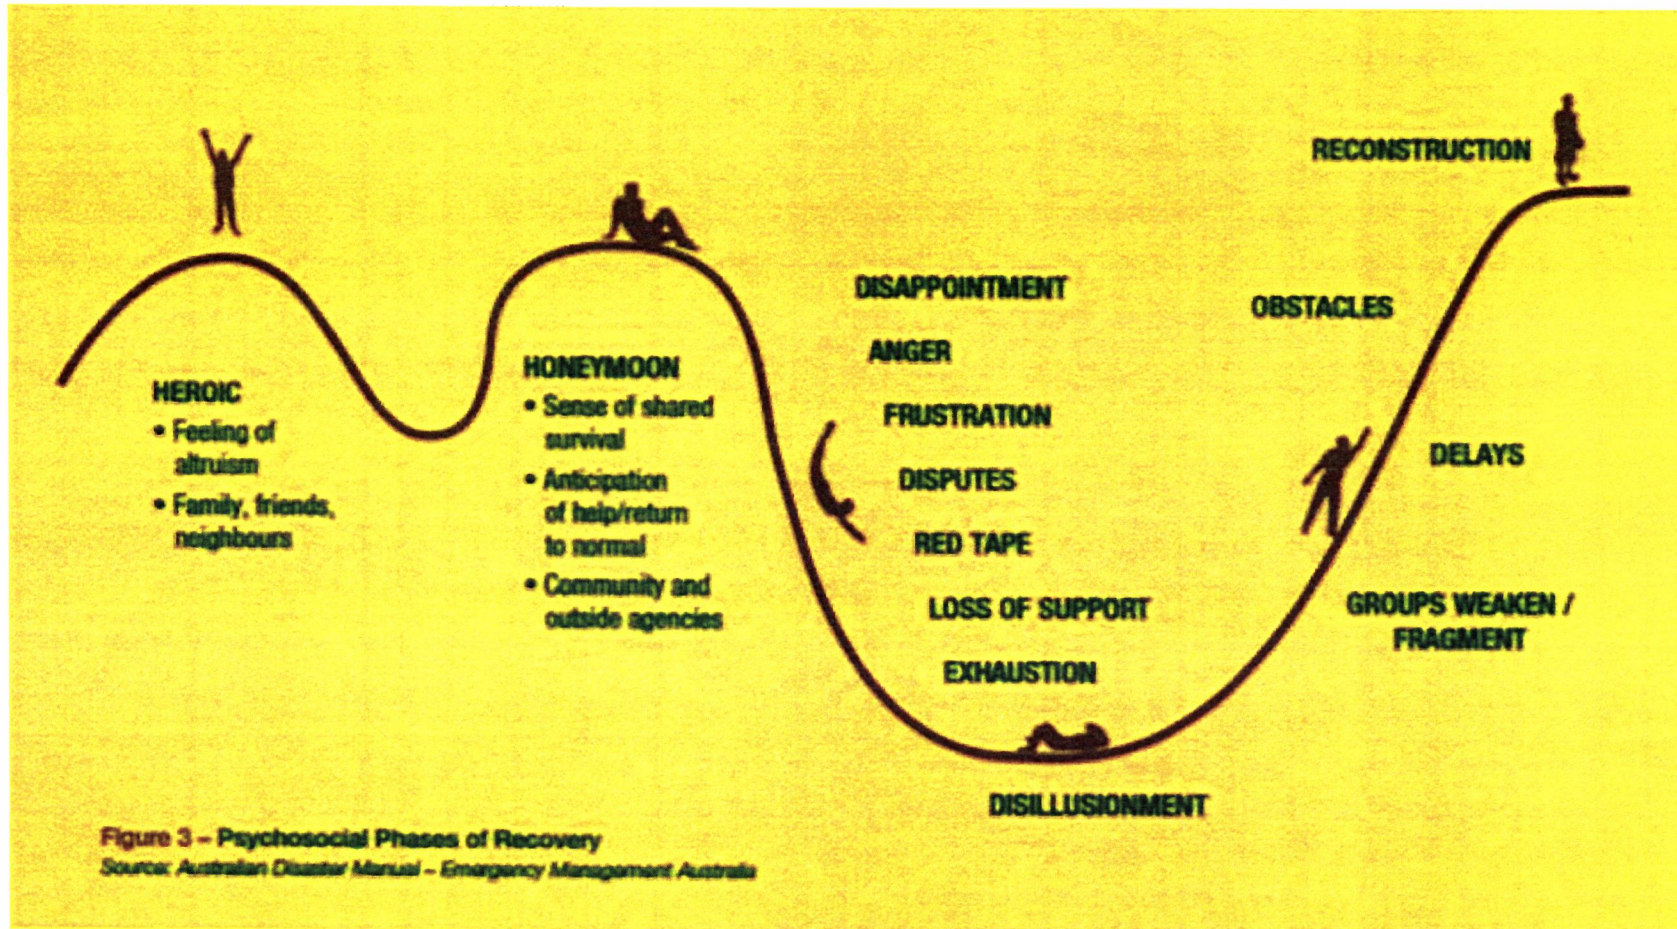 HEROIC
• Feeling of
altruism
• Family, friends,
neighbours
HONEYMOON
• Sense of shared
survival
• Anticipation
of help/return
to normal
• Community and
outside agencies
DISAPPOINTMENT
ANGER
FRUSTRATION
DISPUTES
RED TAPE
LOSS OF SUPPORT
EXHAUSTION
DISILLUSIONMENT
RECONSTRUCTION
OBSTACLES
DELAYS
GROUPS WEAKEN /
FRAGMENT
Figure 3 – Psychosocial Phases of Recovery
Source: Australian Disaster Manual – Emergency Management Australia